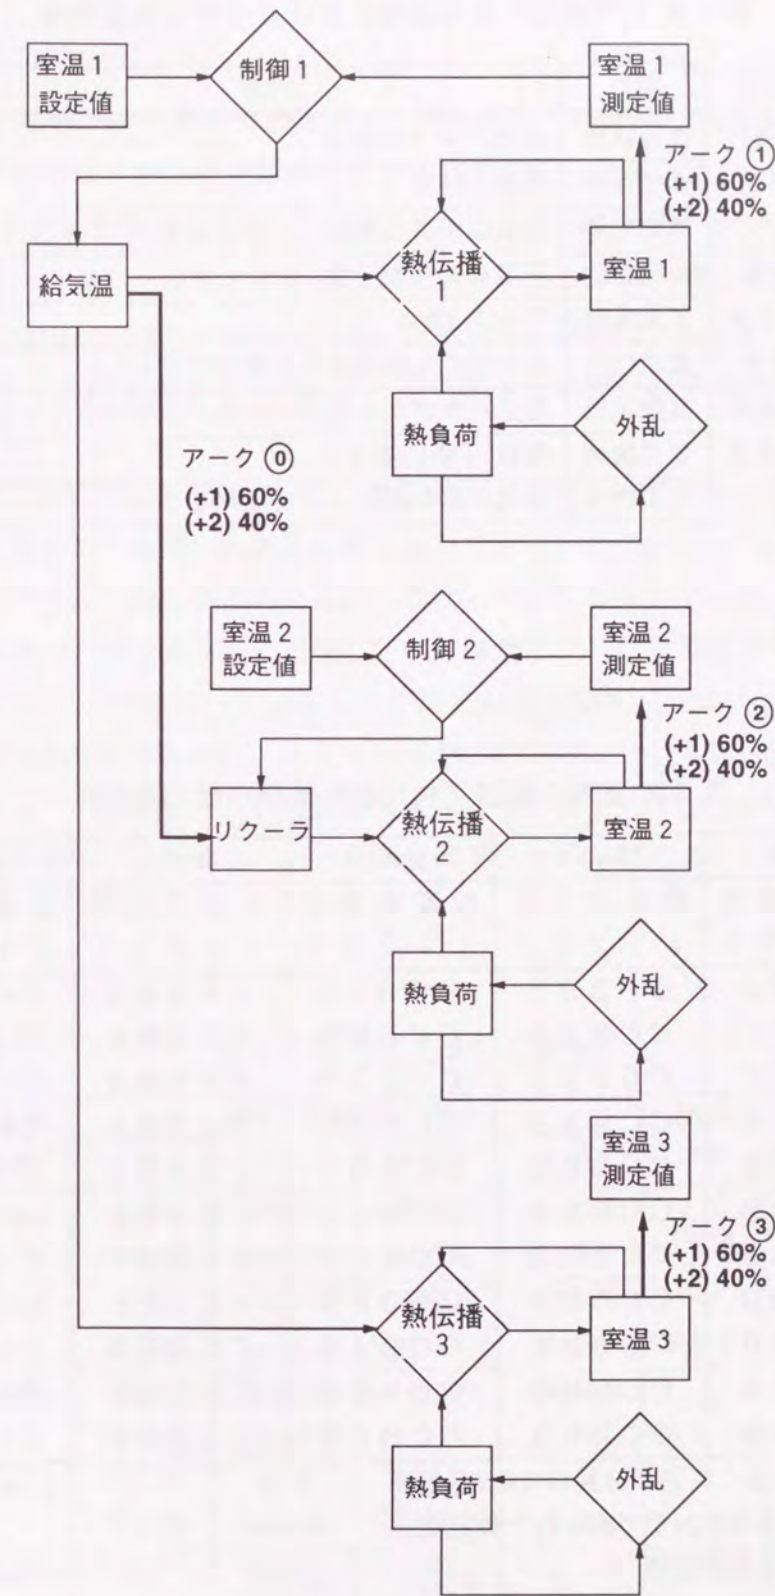 室温1
設定値
制御1
室温1
測定値
アーク①
(+1) 60%
(+2) 40%
給気温
熱伝播
1
室温1
熱負荷
外乱
アーク⓪
(+1) 60%
(+2) 40%
室温2
設定値
制御2
室温2
測定値
アーク②
(+1) 60%
(+2) 40%
リクーラ
熱伝播
2
室温2
熱負荷
外乱
室温3
測定値
アーク③
(+1) 60%
(+2) 40%
熱伝播
3
室温3
熱負荷
外乱